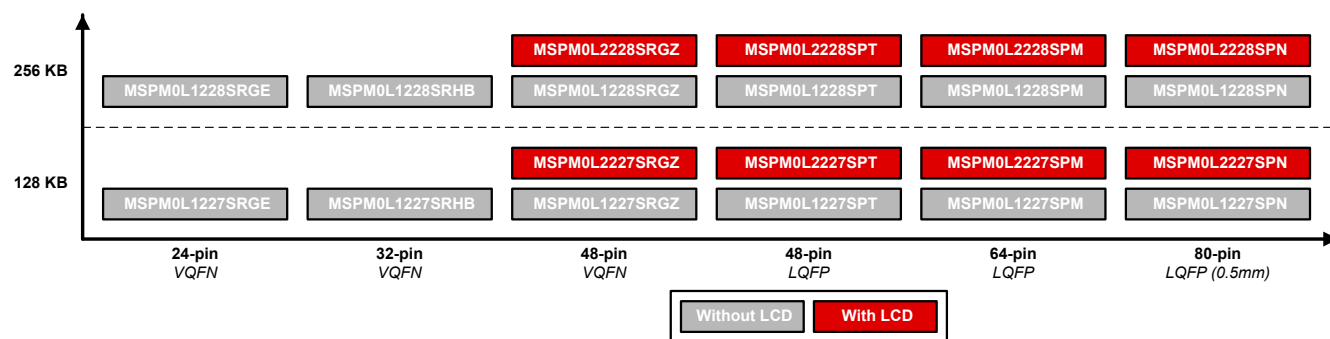 MSPM0L2228SRGZ MSPM0L2228SPT MSPM0L2228SPM MSPM0L2228SPN
256 KB
MSPM0L1228SRGE MSPM0L1228SRHB MSPM0L1228SRGZ MSPM0L1228SPT MSPM0L1228SPM MSPM0L1228SPN
MSPM0L2227SRGZ MSPM0L2227SPT MSPM0L2227SPM MSPM0L2227SPN
128 KB
MSPM0L1227SRGE MSPM0L1227SRHB MSPM0L1227SRGZ MSPM0L1227SPT MSPM0L1227SPM MSPM0L1227SPN
24-pin 32-pin 48-pin 48-pin 64-pin 80-pin
VQFN VQFN VQFN LQFP LQFP LQFP (0.5mm)
Without LCD With LCD